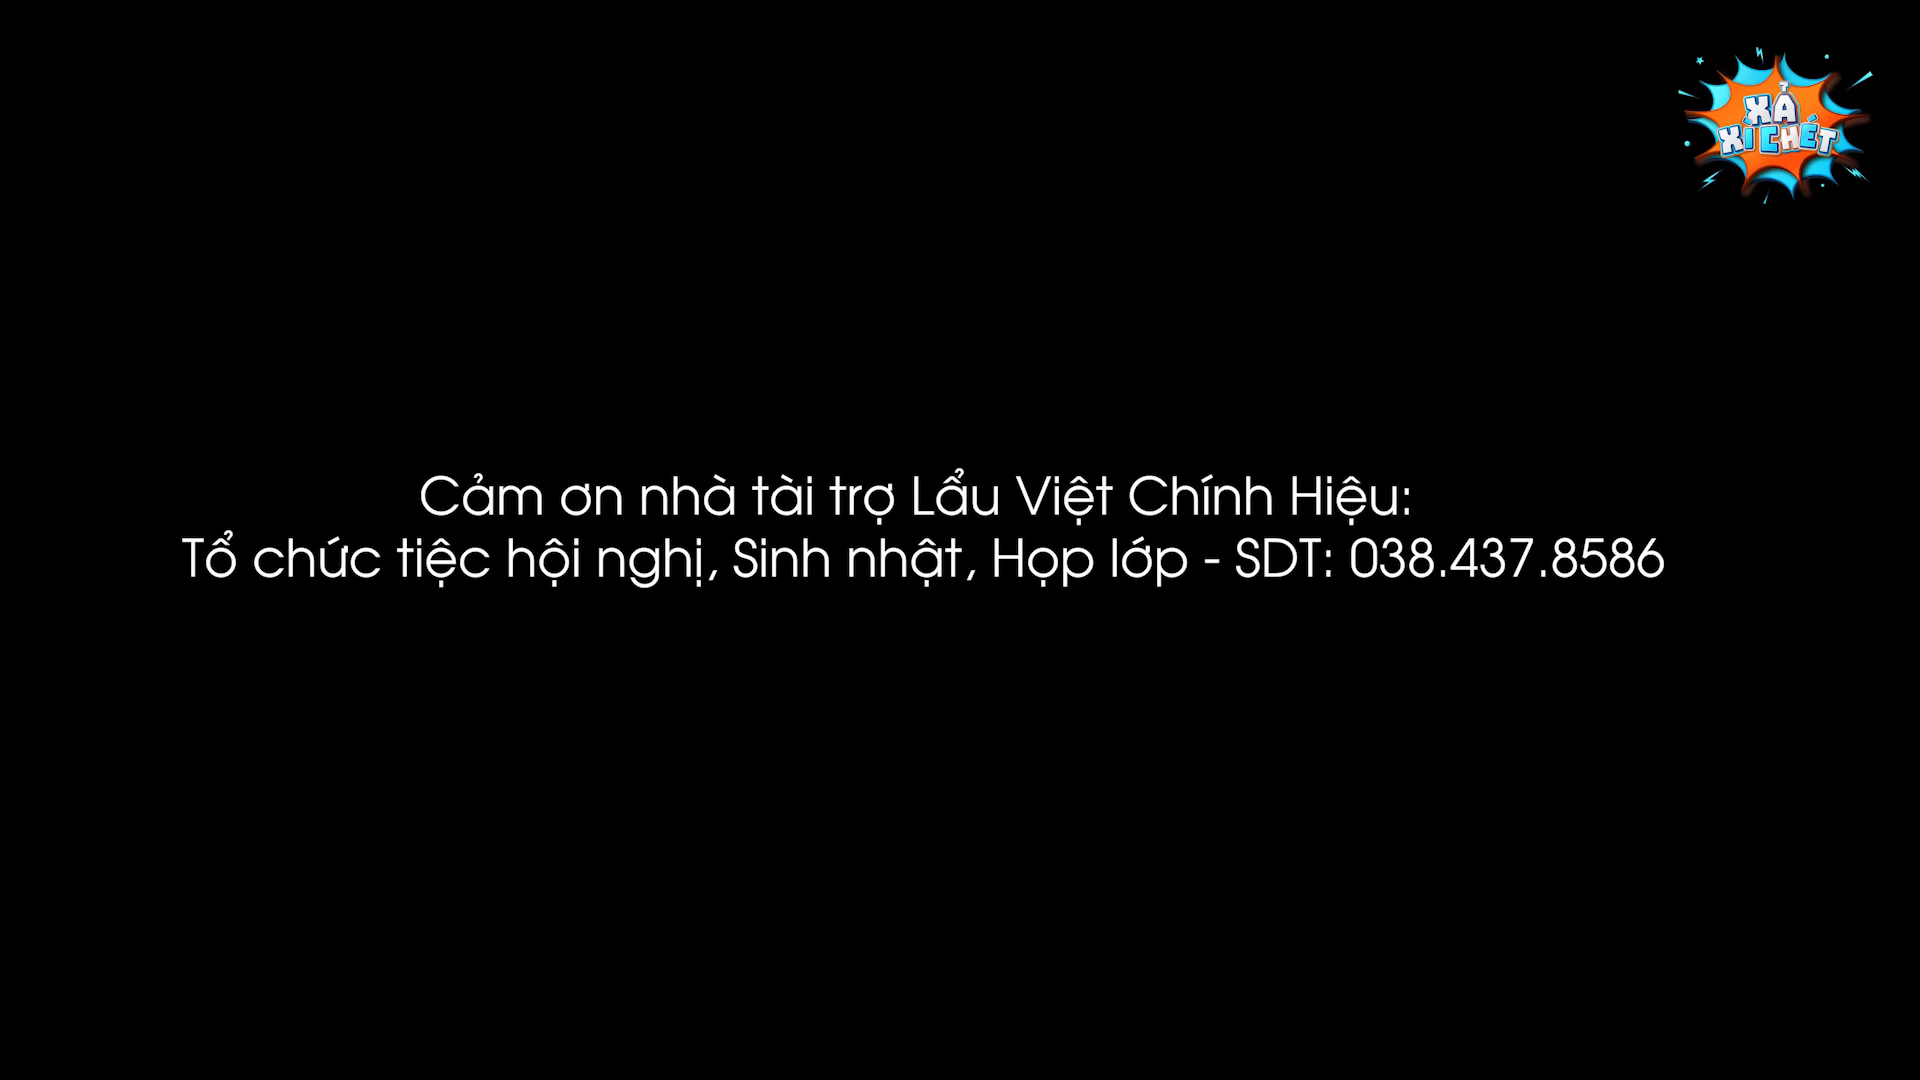 XẢ
XÌ CHÉT
Cảm ơn nhà tài trợ Lẩu Việt Chính Hiệu:
Tổ chức tiệc hội nghị, Sinh nhật, Họp lớp - SDT: 038.437.8586